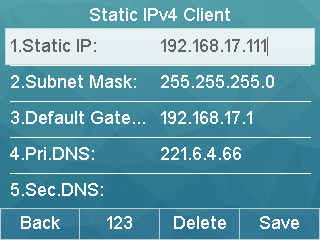 Static IPv4 Client
1.Static IP: 192.168.17.111
2.Subnet Mask: 255.255.255.0
3.Default Gate... 192.168.17.1
4.Pri.DNS: 221.6.4.66
5.Sec.DNS:
Back 123 Delete Save